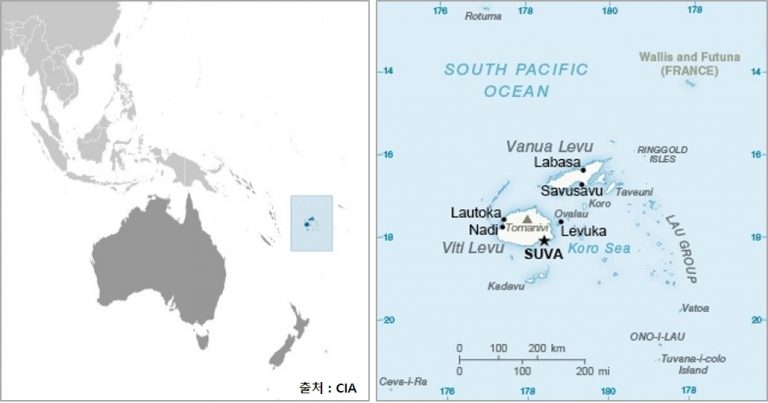 출처 : CIA
176
178
180
178
Rotuma
Wallis and Futuna
(FRANCE)
14
14
SOUTH PACIFIC
OCEAN
Vanua Levu
Labasa
RINGGOLD
ISLES
16
16
Savusavu
Taveuni
Koro
Lautoka
Ovalau
Nadi
Tomanivi
Levuka
LAU GROUP
18
18
Viti Levu
SUVA
Koro Sea
Kadavu
Vatoa
20
20
ONO-I-LAU
0 100 200 km
0 100 200 mi
Tuvana-i-colo
Island
Ceva-i-Ra
176
178
180
178